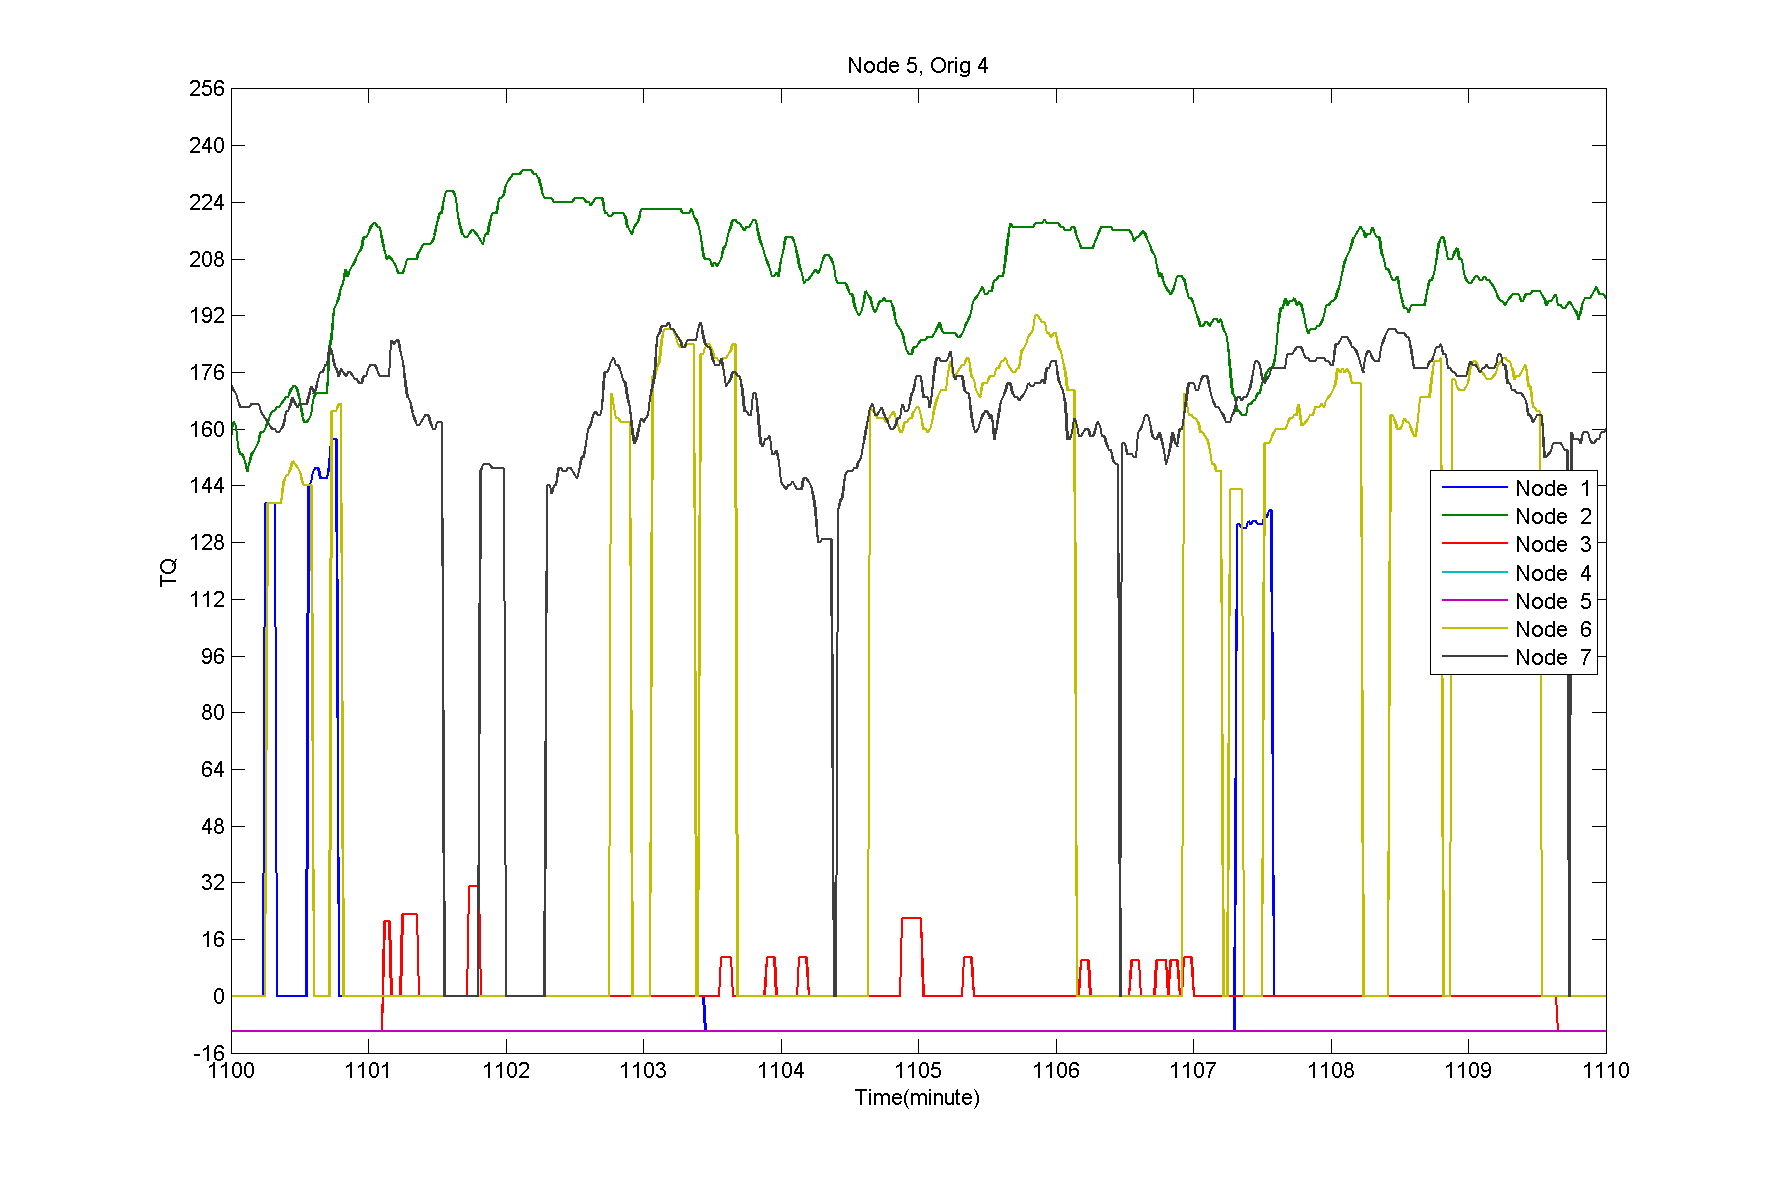 Node 5, Orig 4
256
240
224
208
192
176
160
144
128
112
96
80
64
48
32
16
0
-16
TQ
Node 1
Node 2
Node 3
Node 4
Node 5
Node 6
Node 7
1100 1101 1102 1103 1104 1105 1106 1107 1108 1109 1110
Time(minute)